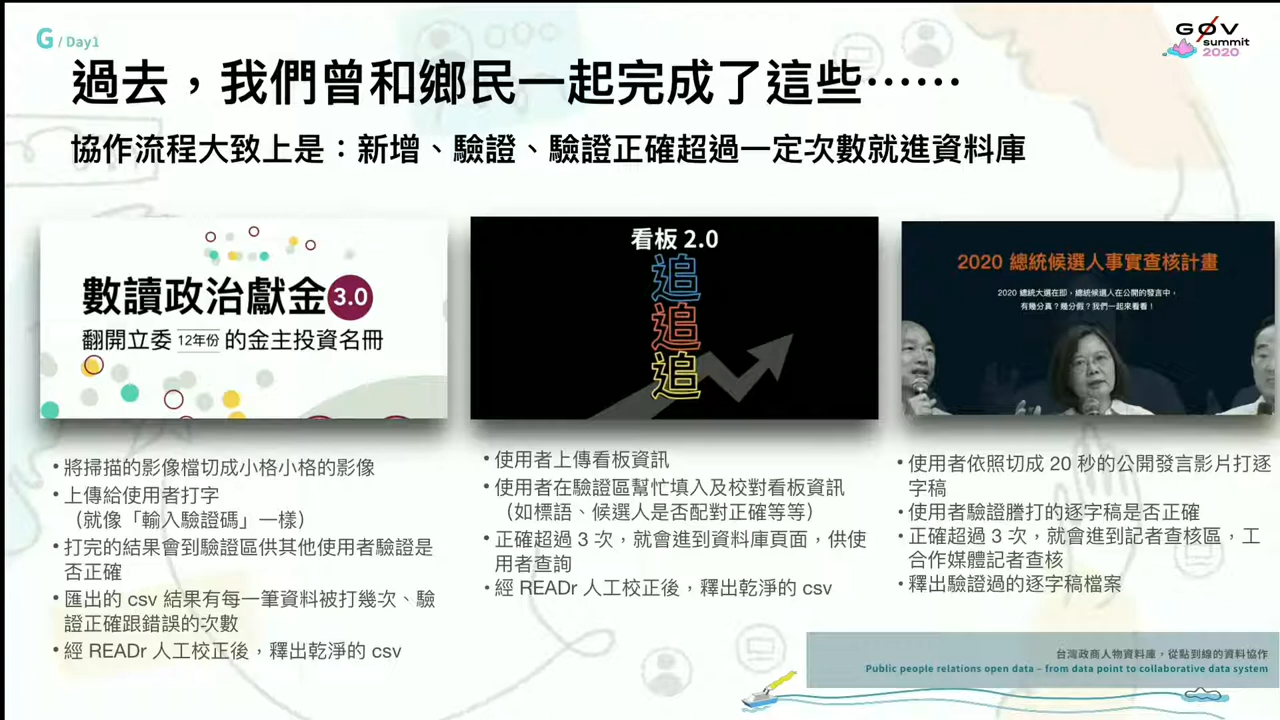 G / Day1
GØV
summit
2020
過去，我們曾和鄉民一起完成了這些⋯⋯
協作流程大致上是：新增、驗證、驗證正確超過一定次數就進資料庫
數讀政治獻金 3.0
翻開立委 12年份 的金主投資名冊
•將掃描的影像檔切成小格小格的影像
•上傳給使用者打字
（就像「輸入驗證碼」一樣）
•打完的結果會到驗證區供其他使用者驗證是
否正確
•匯出的 csv 結果有每一筆資料被打幾次、驗
證正確跟錯誤的次數
•經 READr 人工校正後，釋出乾淨的 csv
看板 2.0
追
追
追
•使用者上傳看板資訊
•使用者在驗證區幫忙填入及校對看板資訊
（如標語、候選人是否配對正確等等）
•正確超過 3 次，就會進到資料庫頁面，供使
用者查詢
•經 READr 人工校正後，釋出乾淨的 csv
2020 總統候選人事實查核計畫
2020 總統大選在即，總統候選人在公開的發言中，
有幾分真？幾分假？我們一起來看看！
•使用者依照切成 20 秒的公開發言影片打逐
字稿
•使用者驗證謄打的逐字稿是否正確
•正確超過 3 次，就會進到記者查核區，工
合作媒體記者查核
•釋出驗證過的逐字稿檔案
台灣政商人物資料庫，從點到線的資料協作
Public people relations open data – from data point to collaborative data system